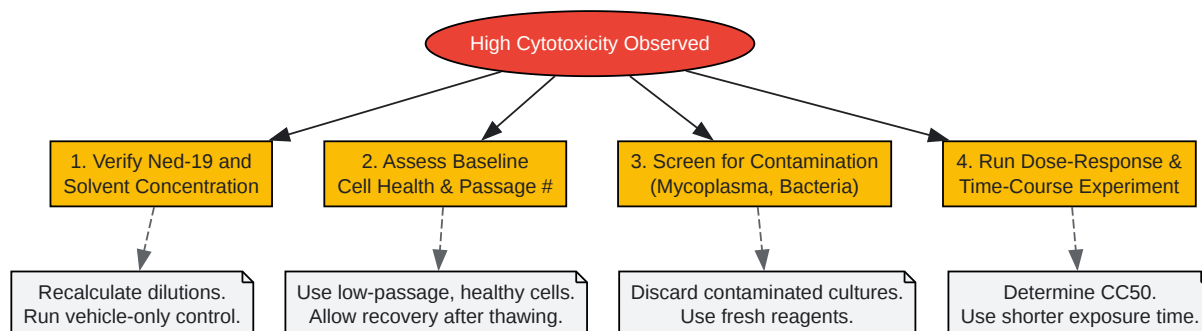 High Cytotoxicity Observed
1. Verify Ned-19 and
Solvent Concentration
2. Assess Baseline
Cell Health & Passage #
3. Screen for Contamination
(Mycoplasma, Bacteria)
4. Run Dose-Response &
Time-Course Experiment
Recalculate dilutions.
Run vehicle-only control.
Use low-passage, healthy cells.
Allow recovery after thawing.
Discard contaminated cultures.
Use fresh reagents.
Determine CC50.
Use shorter exposure time.